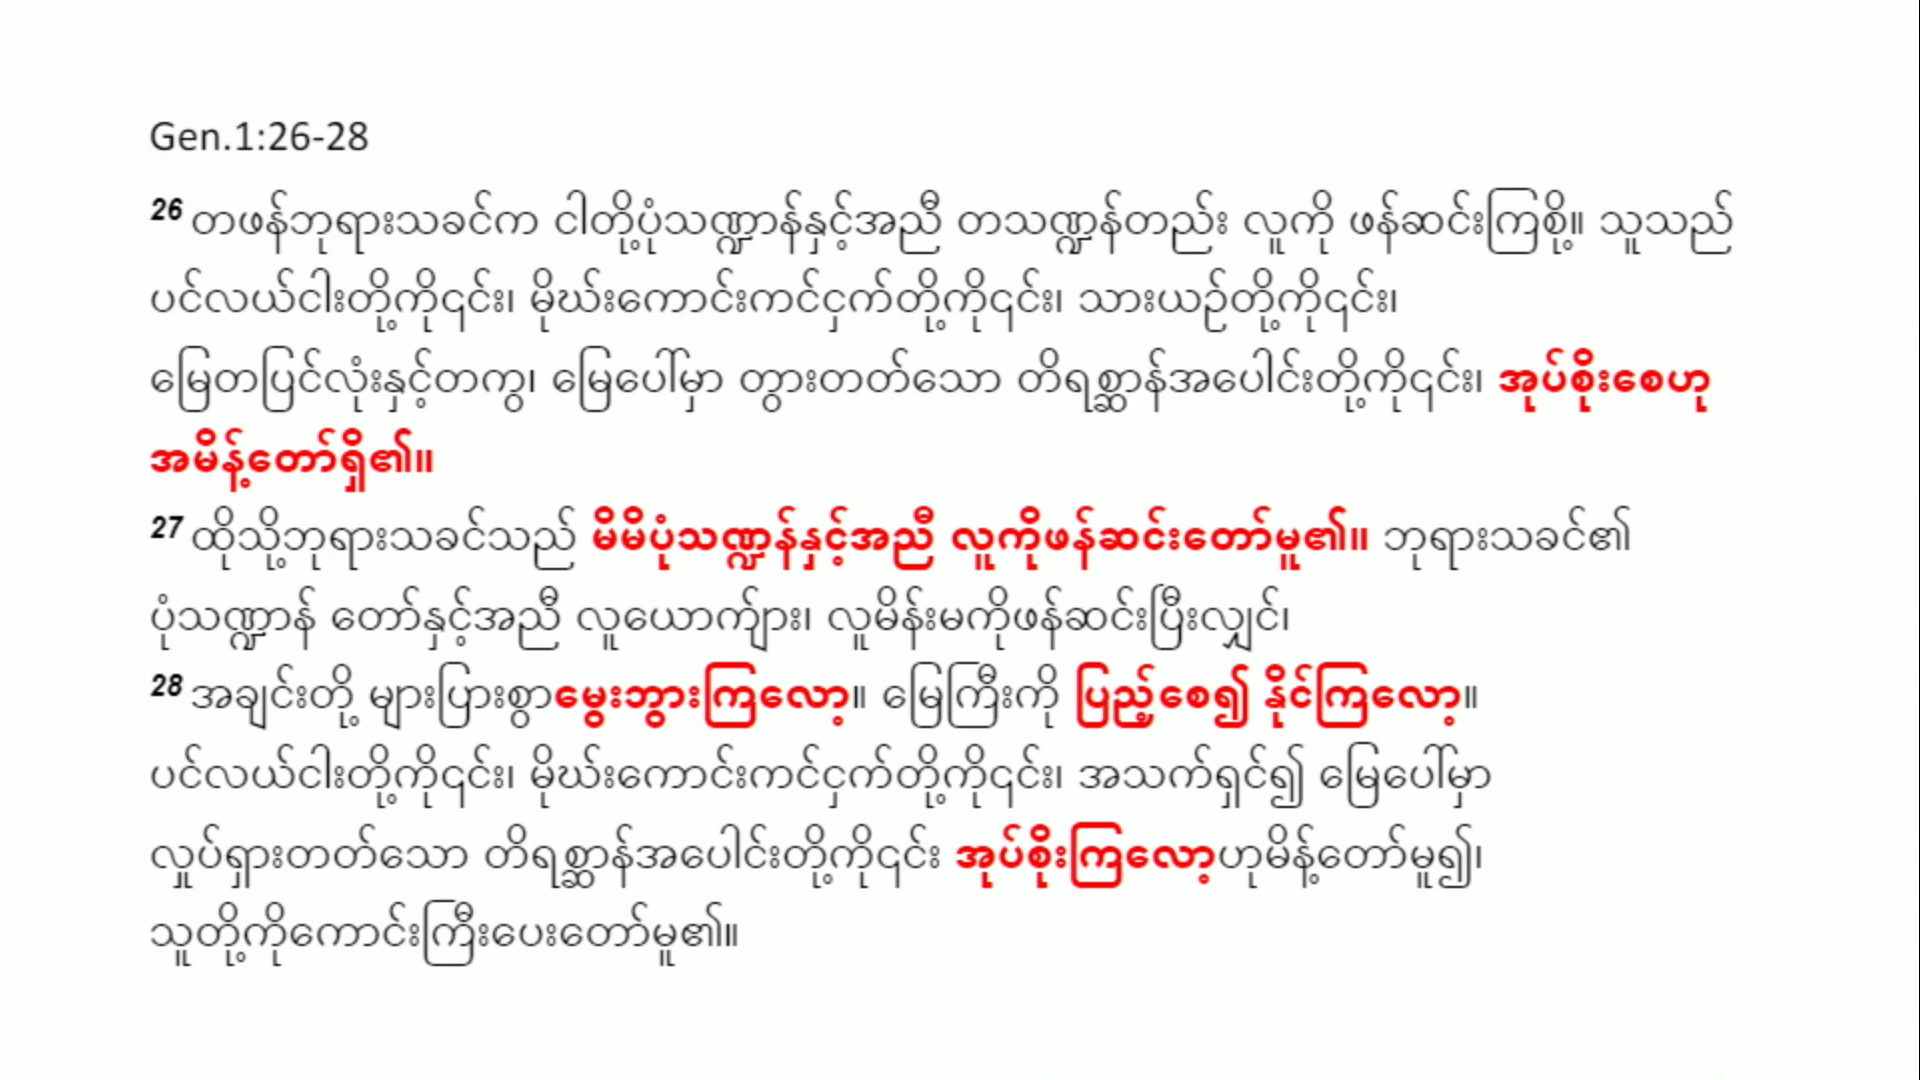 Gen.1:26-28
26 တဖန်ဘုရားသခင်က ငါတို့ပုံသဏ္ဍာန်နှင့်အညီ တသဏ္ဍန်တည်း လူကို ဖန်ဆင်းကြစို့။ သူသည်
ပင်လယ်ငါးတို့ကို၎င်း၊ မိုဃ်းကောင်းကင်ငှက်တို့ကို၎င်း၊ သားယဉ်တို့ကို၎င်း၊
မြေတပြင်လုံးနှင့်တကွ၊ မြေပေါ်မှာ တွားတတ်သော တိရစ္ဆာန်အပေါင်းတို့ကို၎င်း၊ အုပ်စိုးစေဟု
အမိန့်တော်ရှိ၏။
27 ထိုသို့ဘုရားသခင်သည် မိမိပုံသဏ္ဍန်နှင့်အညီ လူကိုဖန်ဆင်းတော်မူ၏။ ဘုရားသခင်၏
ပုံသဏ္ဍာန် တော်နှင့်အညီ လူယောက်ျား၊ လူမိန်းမကိုဖန်ဆင်းပြီးလျှင်၊
28 အချင်းတို့ များပြားစွာမွေးဘွားကြလော့။ မြေကြီးကို ပြည့်စေ၍ နိုင်ကြလော့။
ပင်လယ်ငါးတို့ကို၎င်း၊ မိုဃ်းကောင်းကင်ငှက်တို့ကို၎င်း၊ အသက်ရှင်၍ မြေပေါ်မှာ
လှုပ်ရှားတတ်သော တိရစ္ဆာန်အပေါင်းတို့ကို၎င်း အုပ်စိုးကြလော့ဟုမိန့်တော်မူ၍၊
သူတို့ကိုကောင်းကြီးပေးတော်မူ၏။